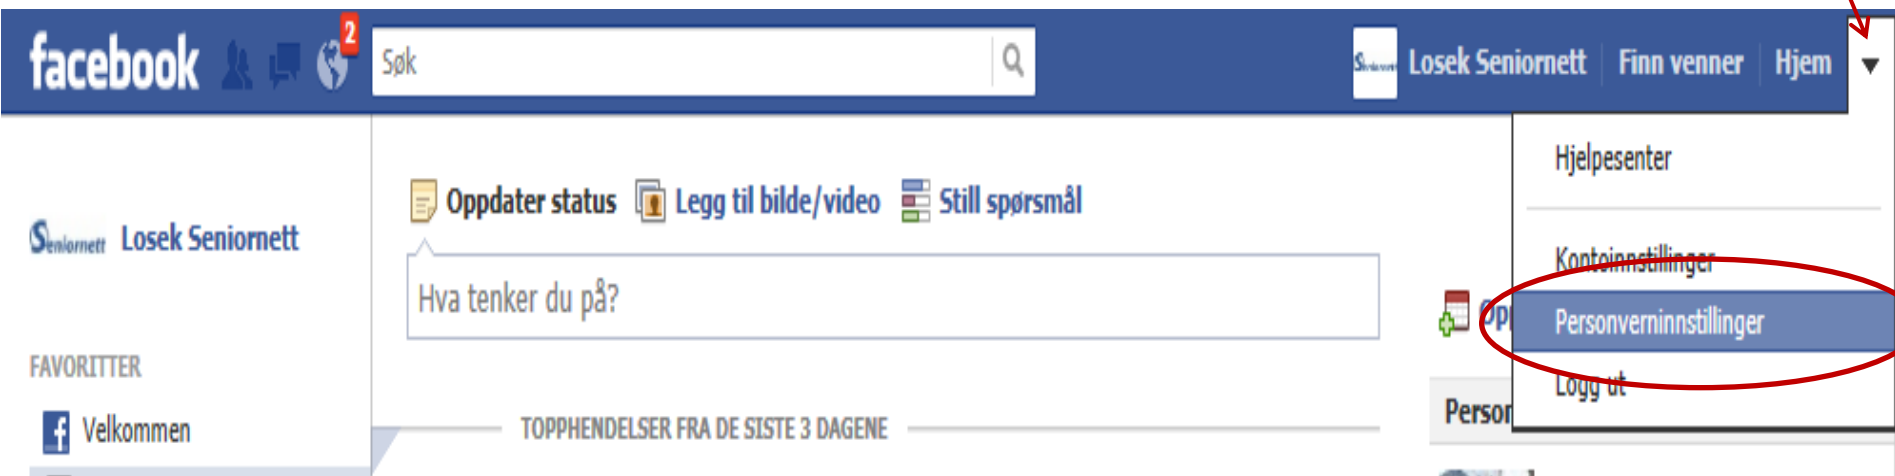 facebook
2
Søk
Losek Seniornett
Finn venner
Hjem
Hjelpesenter
Kontoinnstillinger
Personverninnstillinger
Logg ut
Seniornett Losek Seniornett
Oppdater status Legg til bilde/video Still spørsmål
Hva tenker du på?
FAVORITTER
Velkommen
TOPPHENDELSER FRA DE SISTE 3 DAGENE